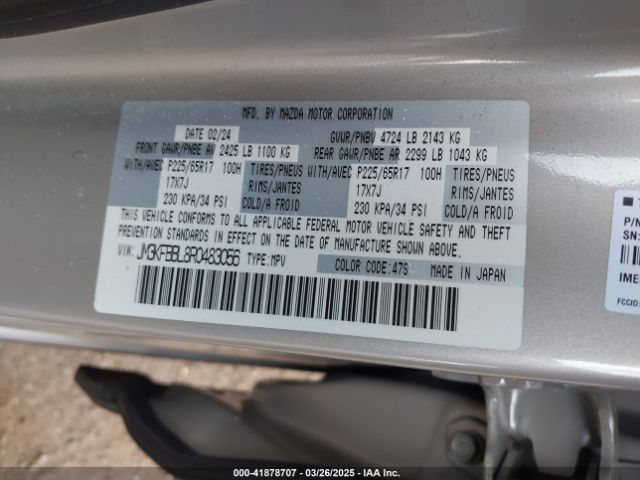 MFD. BY MAZDA MOTOR CORPORATION
DATE 02/24 GVWR/PNBV 4724 LB 2143 KG
FRONT GAWR/PNBE AV 2425 LB 1100 KG REAR GAWR/PNBE AR 2299 LB 1043 KG
WITH/AVEC P225/65R17 100H TIRES/PNEUS WITH/AVEC P225/65R17 100H TIRES/PNEUS
17X7J RIMS/JANTES 17X7J RIMS/JANTES
230 KPA/34 PSI COLD/A FROID 230 KPA/34 PSI COLD/A FROID
THIS VEHICLE CONFORMS TO ALL APPLICABLE FEDERAL MOTOR VEHICLE SAFETY AND THEFT
PREVENTION STANDARDS IN EFFECT ON THE DATE OF MANUFACTURE SHOWN ABOVE.
VIN: JM3KFBBL8R0483066 TYPE:MPV COLOR CODE:47S MADE IN JAPAN
P/N
SN:
IME
FCCID:
000-41878707 - 03/26/2025 - IAA Inc.